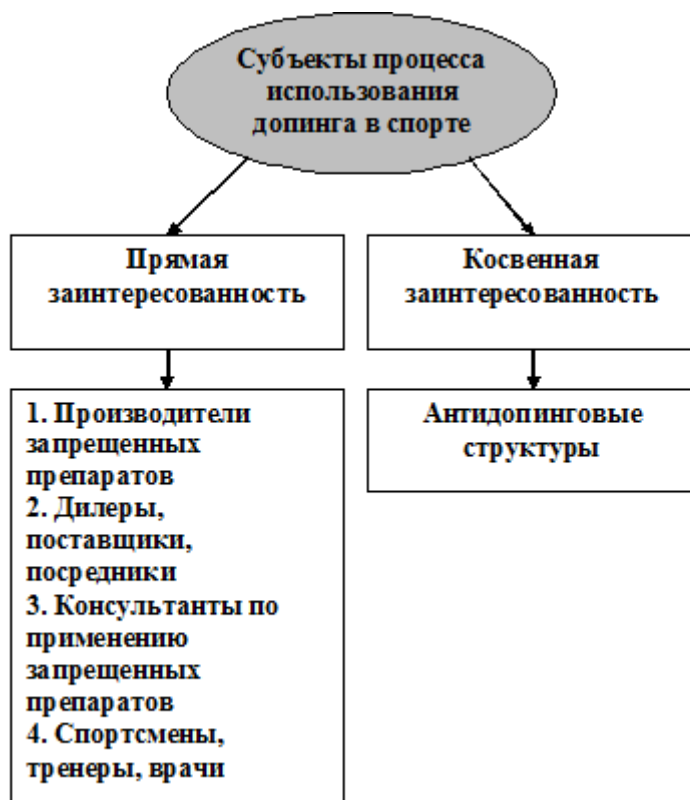 Субъекты процесса
использования
допинга в спорте
Прямая
заинтересованность
Косвенная
заинтересованность
1. Производители
запрещенных
препаратов
2. Дилеры,
поставщики,
посредники
3. Консультанты по
применению
запрещенных
препаратов
4. Спортсмены,
тренеры, врачи
Антидопинговые
структуры